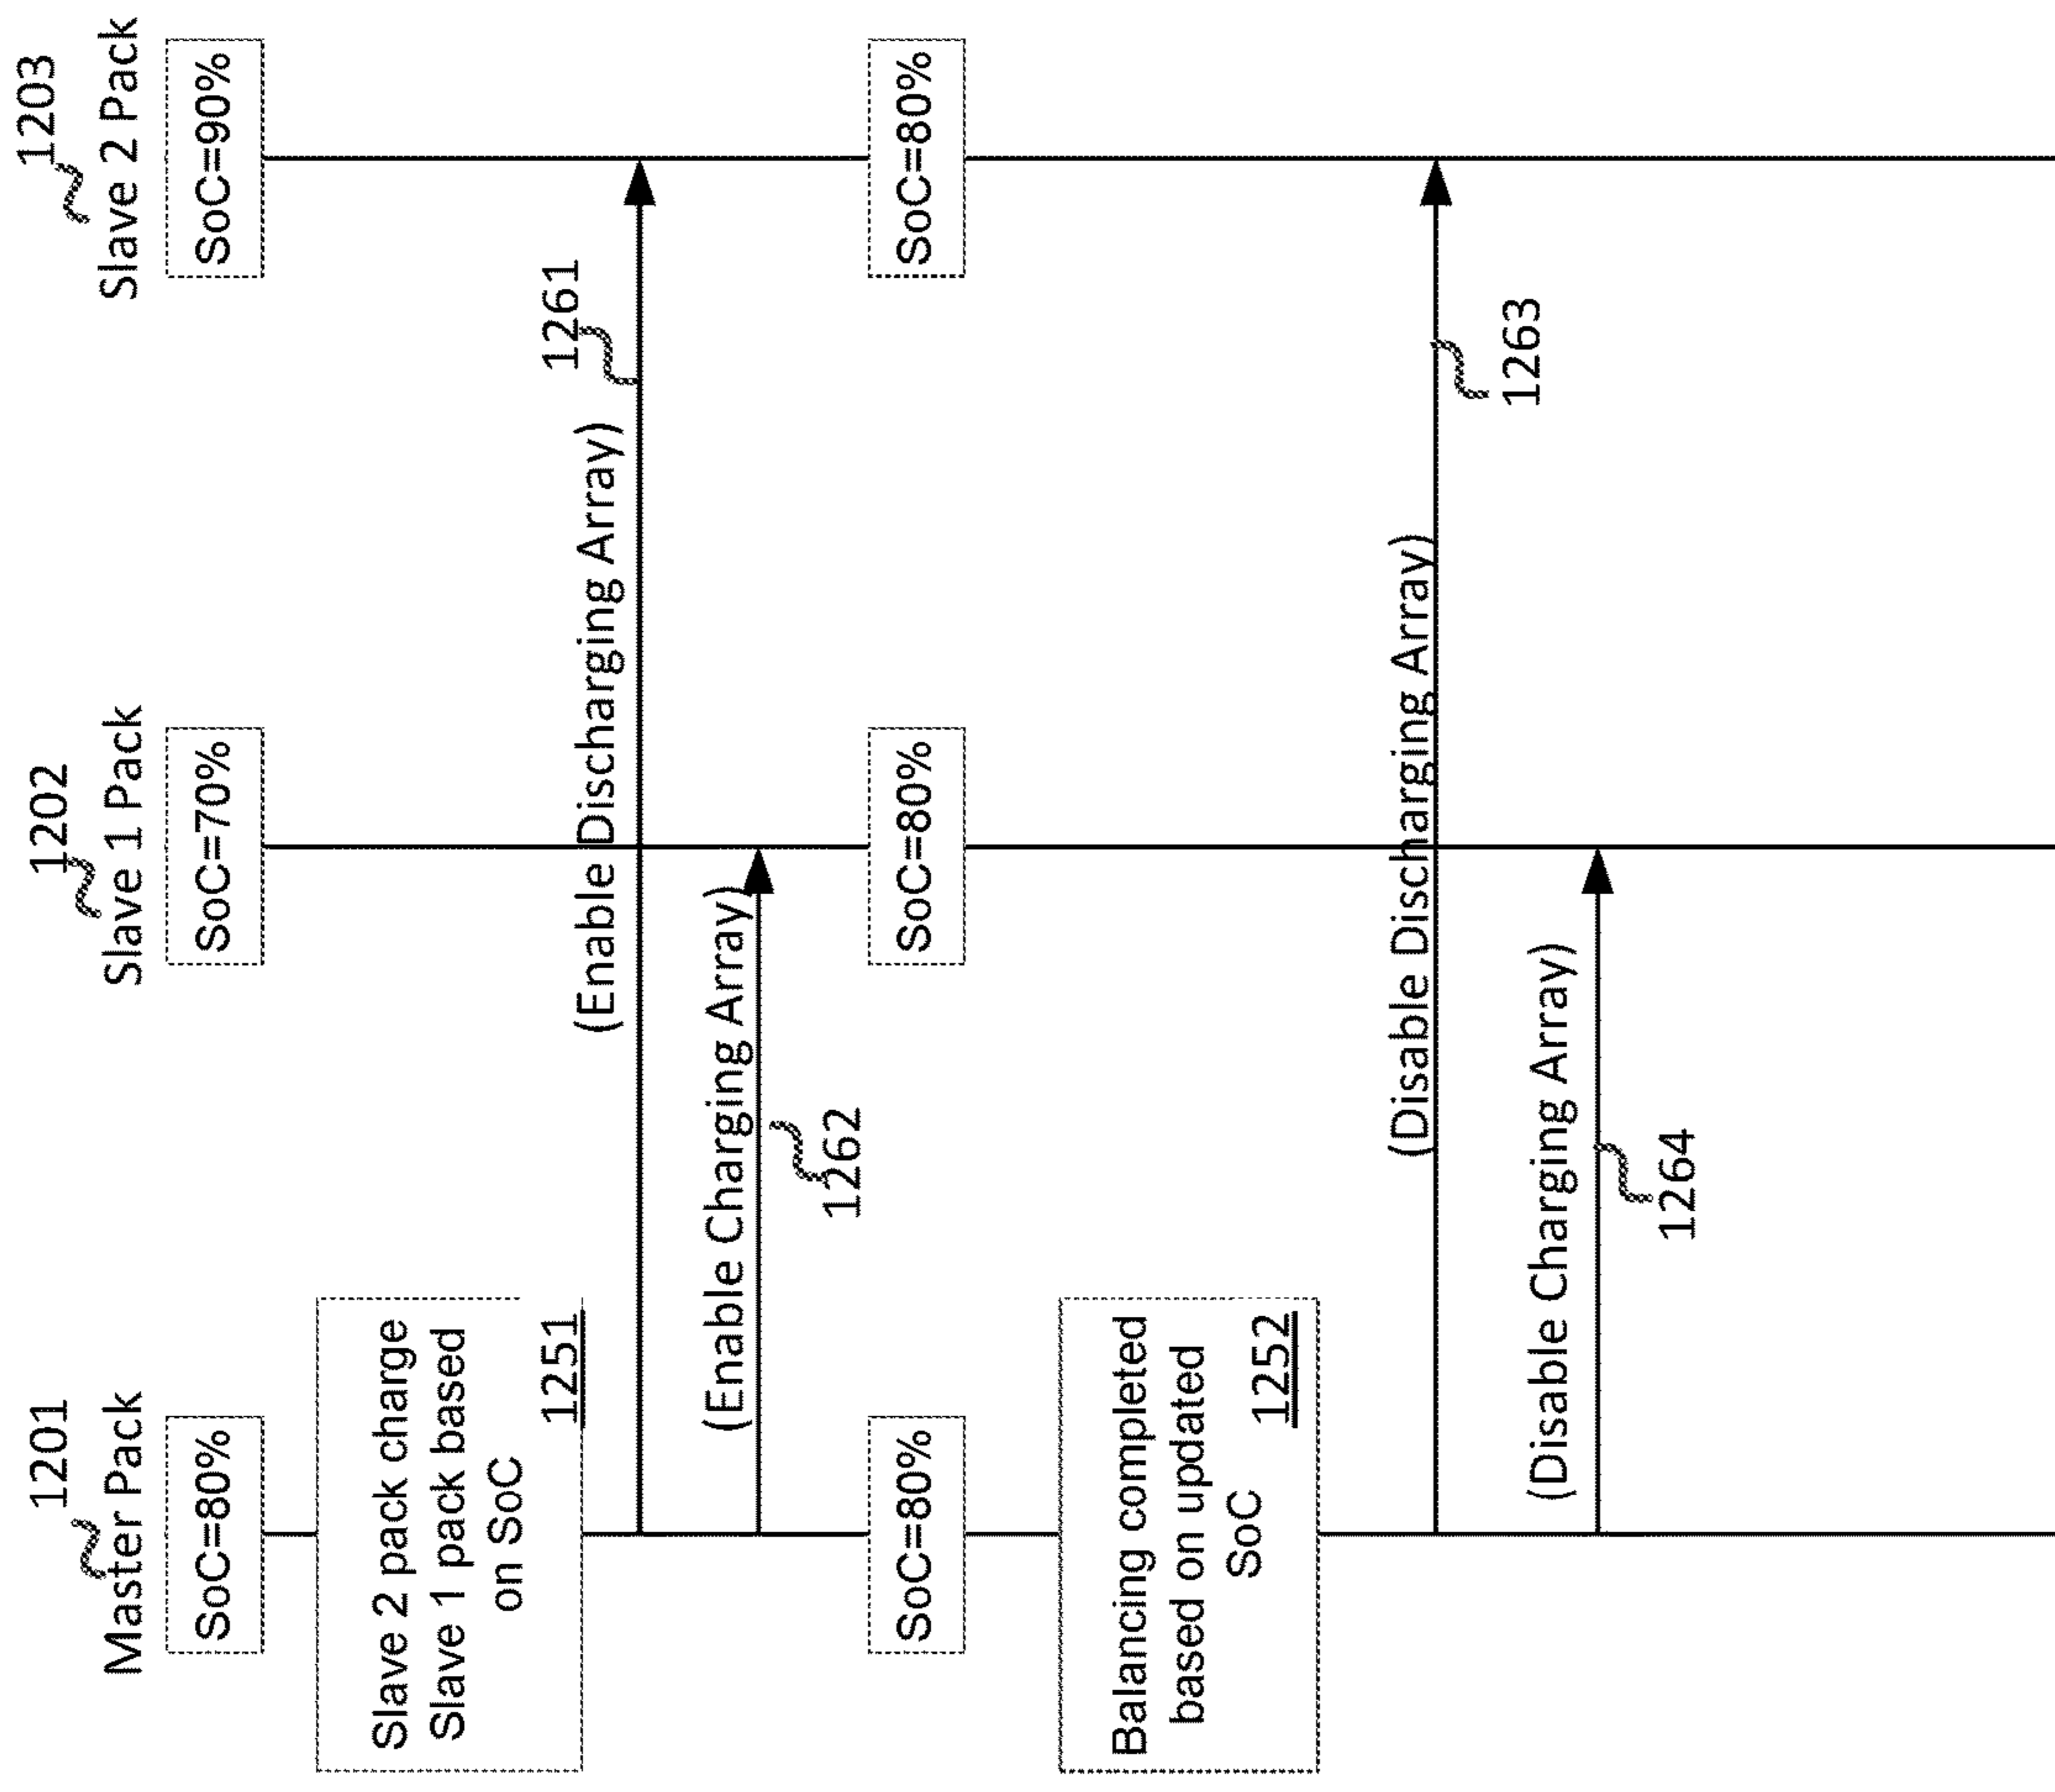 1201
Master Pack
1202
Slave 1 Pack
1203
Slave 2 Pack
SoC=80%
SoC=70%
SoC=90%
Slave 2 pack charge
Slave 1 pack based
on SoC
1251
1261
(Enable Discharging Array)
(Enable Charging Array)
1262
SoC=80%
SoC=80%
SoC=80%
Balancing completed
based on updated
SoC
1252
(Disable Discharging Array)
1263
(Disable Charging Array)
1264